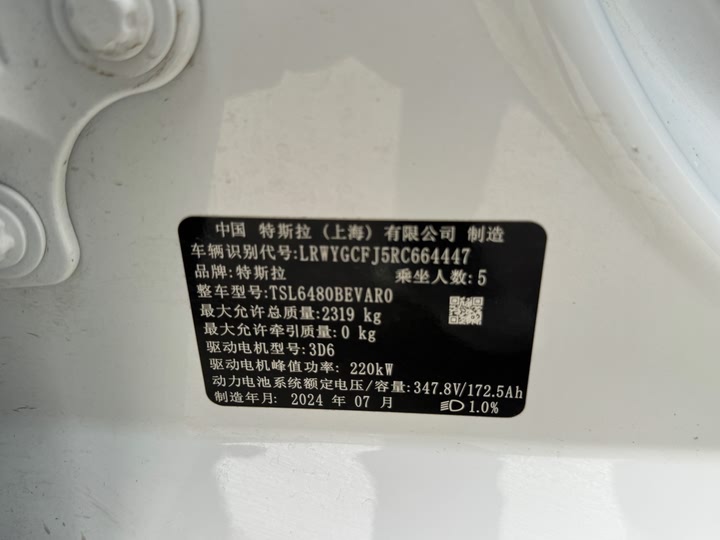 中国 特斯拉 (上海) 有限公司 制造
车辆识别代号:LRWYGCFJ5RC664447
品牌:特斯拉 乘坐人数:5
整车型号:TSL6480BEVAR0
最大允许总质量:2319 kg
最大允许牵引质量:0 kg
驱动电机型号:3D6
驱动电机峰值功率: 220kW
动力电池系统额定电压/容量:347.8V/172.5Ah
制造年月: 2024 年 07 月 1.0%